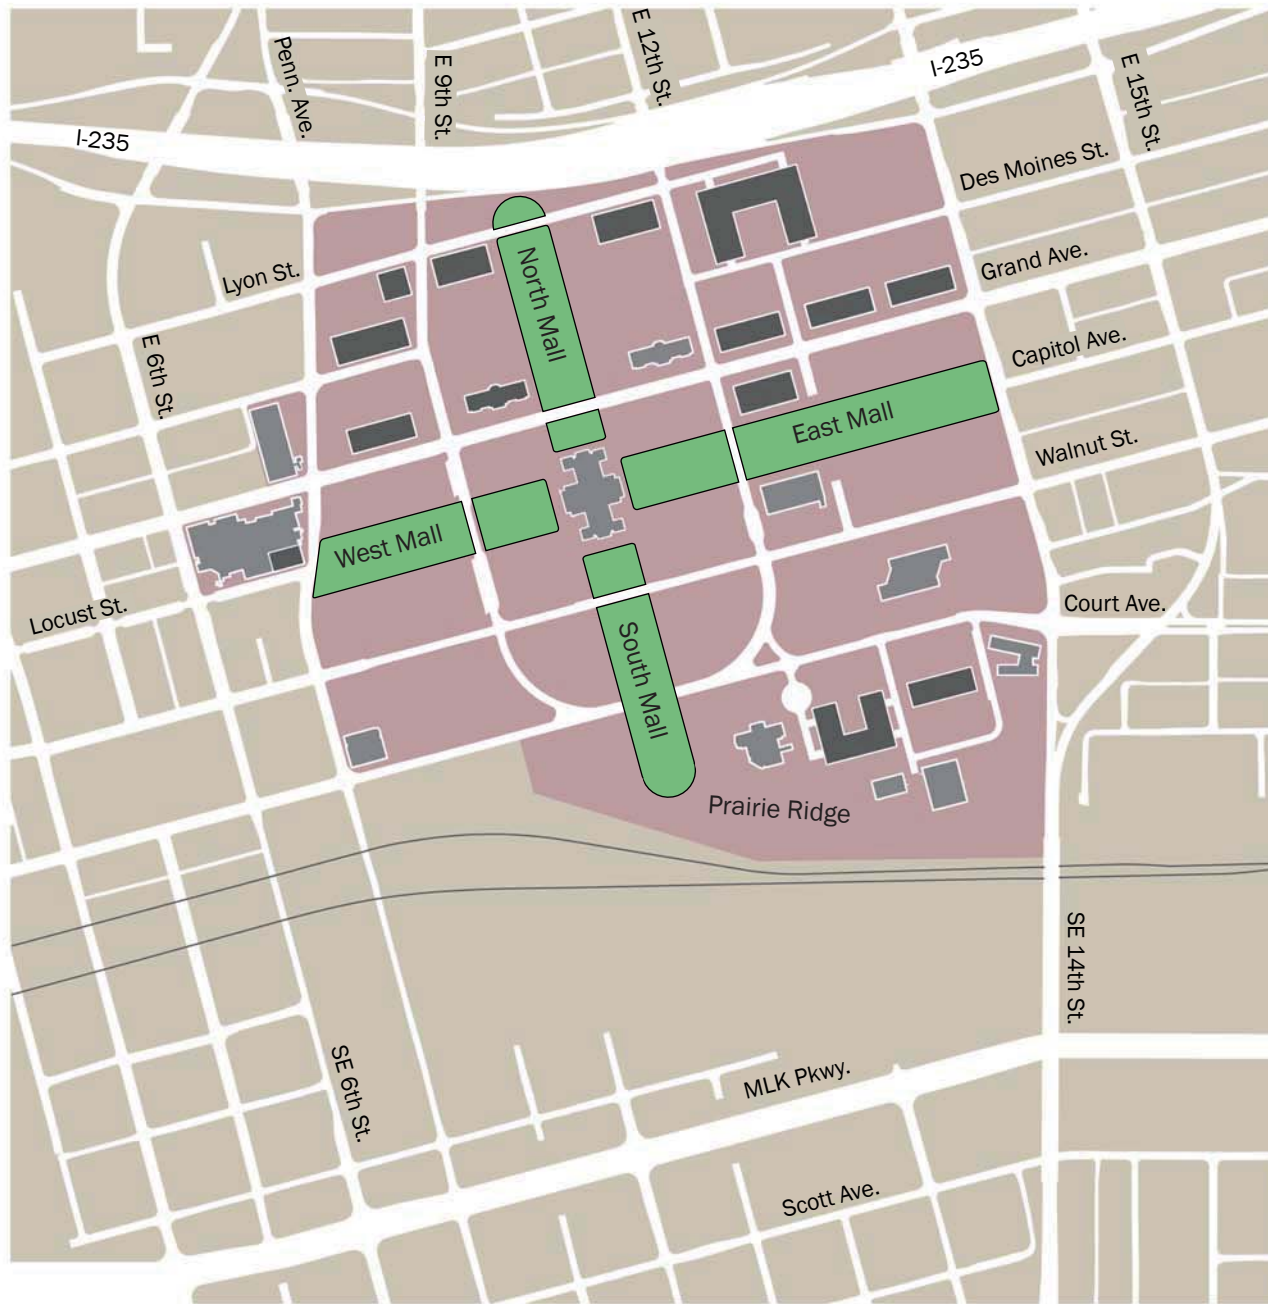 E 12th St.
Penn. Ave.
E 9th St.
I-235
E 15th St.
I-235
Des Moines St.
Grand Ave.
Lyon St.
North Mall
Capitol Ave.
E 6th St.
East Mall
Walnut St.
West Mall
Locust St.
Court Ave.
South Mall
Prairie Ridge
SE 14th St.
SE 6th St.
MLK Pkwy.
Scott Ave.